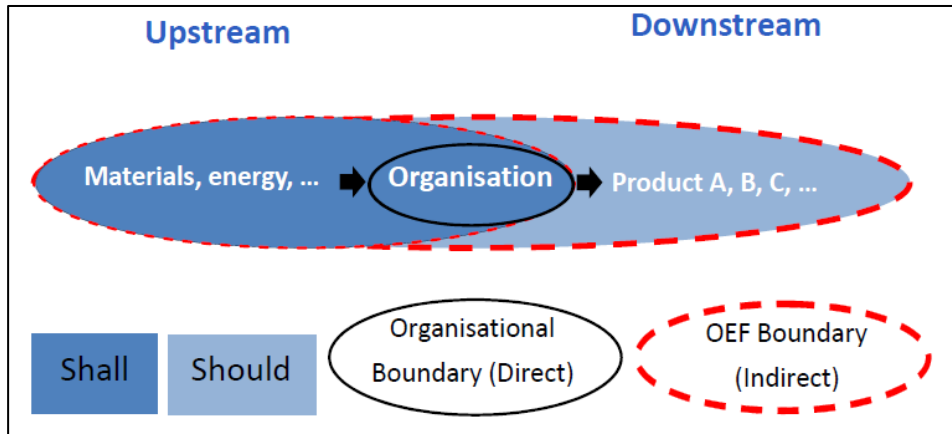 Upstream
Downstream
Materials, energy, ...
Organisation
Product A, B, C, ...
Shall
Should
Organisational
Boundary (Direct)
OEF Boundary
(Indirect)